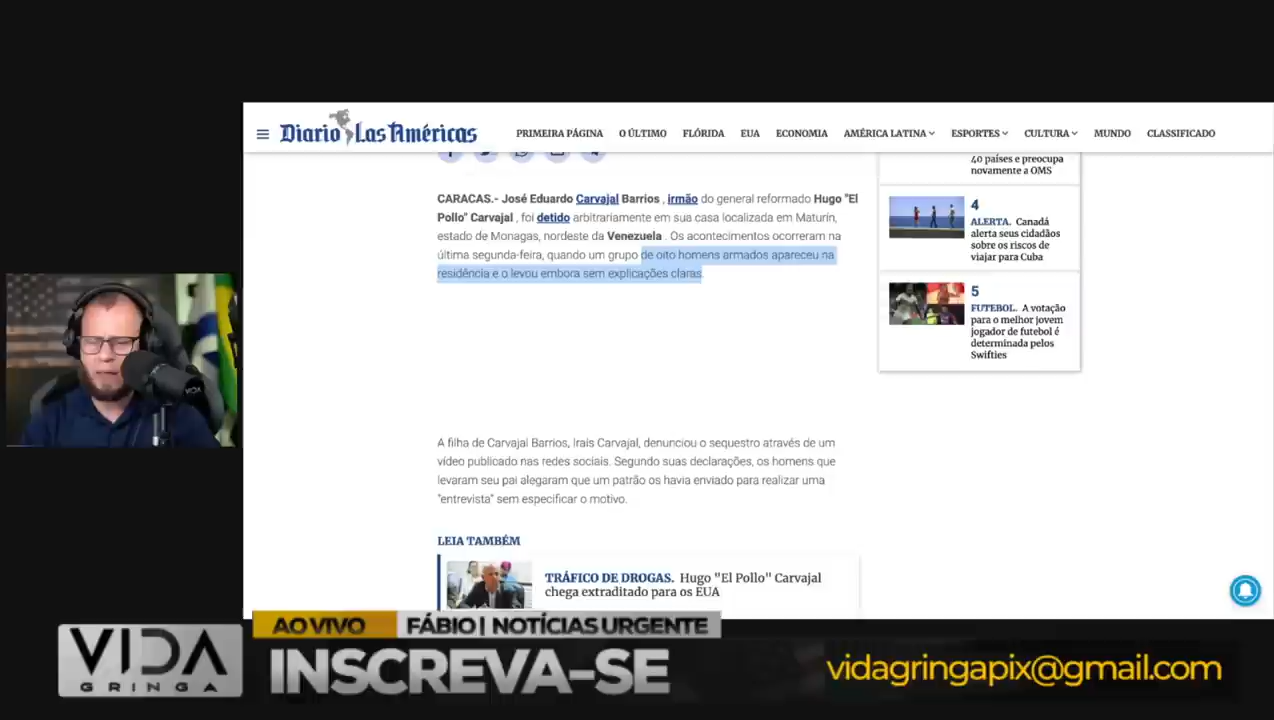 Diario Las Américas
PRIMEIRA PÁGINA O ÚLTIMO FLÓRIDA EUA ECONOMIA AMÉRICA LATINA ESPORTES CULTURA MUNDO CLASSIFICADO
CARACAS.- José Eduardo Carvajal Barrios , irmão do general reformado Hugo "El
Pollo" Carvajal , foi detido arbitrariamente em sua casa localizada em Maturín,
estado de Monagas, nordeste da Venezuela . Os acontecimentos ocorreram na
última segunda-feira, quando um grupo de oito homens armados apareceu na
residência e o levou embora sem explicações claras.
A filha de Carvajal Barrios, Irais Carvajal, denunciou o sequestro através de um
vídeo publicado nas redes sociais. Segundo suas declarações, os homens que
levaram seu pai alegaram que um patrão os havia enviado para realizar uma
"entrevista" sem especificar o motivo.
LEIA TAMBÉM
TRÁFICO DE DROGAS. Hugo "El Pollo" Carvajal
chega extraditado para os EUA
40 países e preocupa
novamente a OMS
4
ALERTA. Canadá
alerta seus cidadãos
sobre os riscos de
viajar para Cuba
5
FUTEBOL. A votação
para o melhor jovem
jogador de futebol é
determinada pelos
Swifties
AO VIVO FÁBIO | NOTÍCIAS URGENTE
VIDA
GRINGA
INSCREVA-SE
vidagringapix@gmail.com